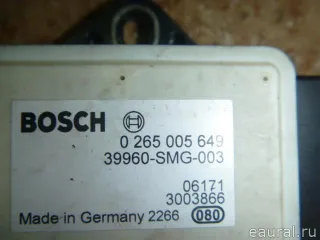 BOSCH
0 265 005 649
39960-SMG-003
06171
3003866
Made in Germany 2266 080
eaural.ru